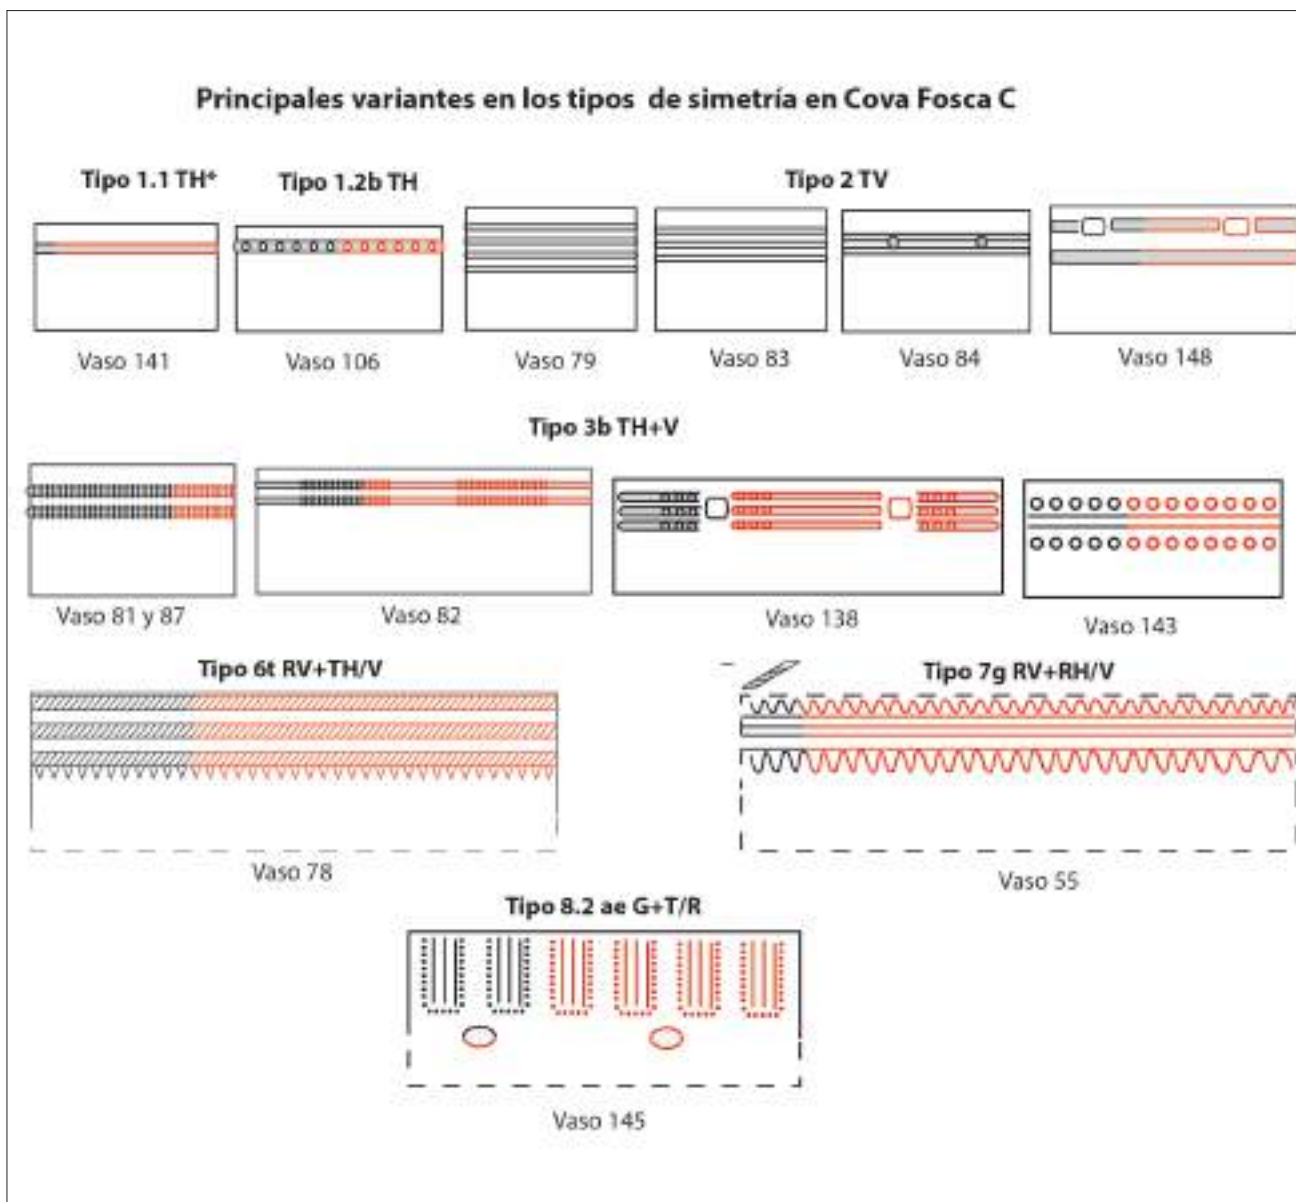 Principales variantes en los tipos de simetría en Cova Fosca C
Tipo 1.1 TH* Tipo 1.2b TH Tipo 2 TV
Vaso 141 Vaso 106 Vaso 79 Vaso 83 Vaso 84 Vaso 148
Tipo 3b TH+V
Vaso 81 y 87 Vaso 82 Vaso 138 Vaso 143
Tipo 6t RV+TH/V Tipo 7g RV+RH/V
Vaso 78 Vaso 55
Tipo 8.2 ae G+T/R
Vaso 145